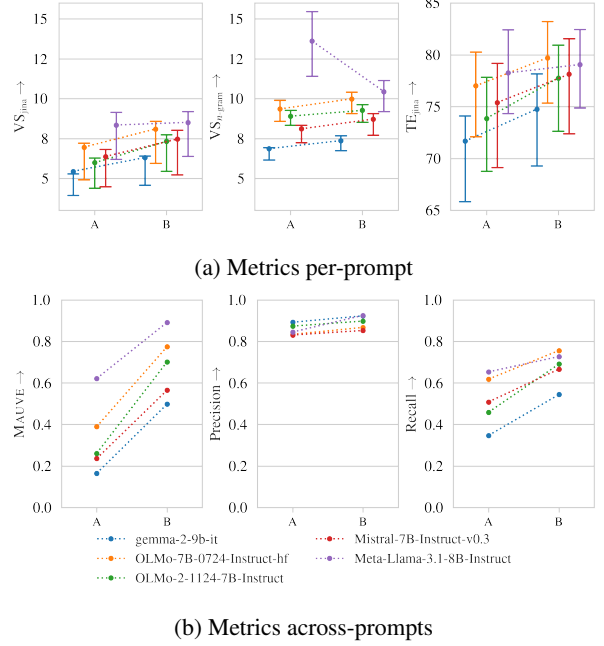 VS_ina →
15
10
8
5
A
B
VS_n-gram →
15
10
8
5
A
B
TE_ina →
85
80
75
70
65
A
B
(a) Metrics per-prompt
MAUVE →
1.0
0.8
0.6
0.4
0.2
0.0
A
B
Precision →
1.0
0.8
0.6
0.4
0.2
0.0
A
B
Recall →
1.0
0.8
0.6
0.4
0.2
0.0
A
B
gemma-2-9b-it
OLMo-7B-0724-Instruct-hf
OLMo-2-1124-7B-Instruct
Mistral-7B-Instruct-v0.3
Meta-Llama-3.1-8B-Instruct
(b) Metrics across-prompts